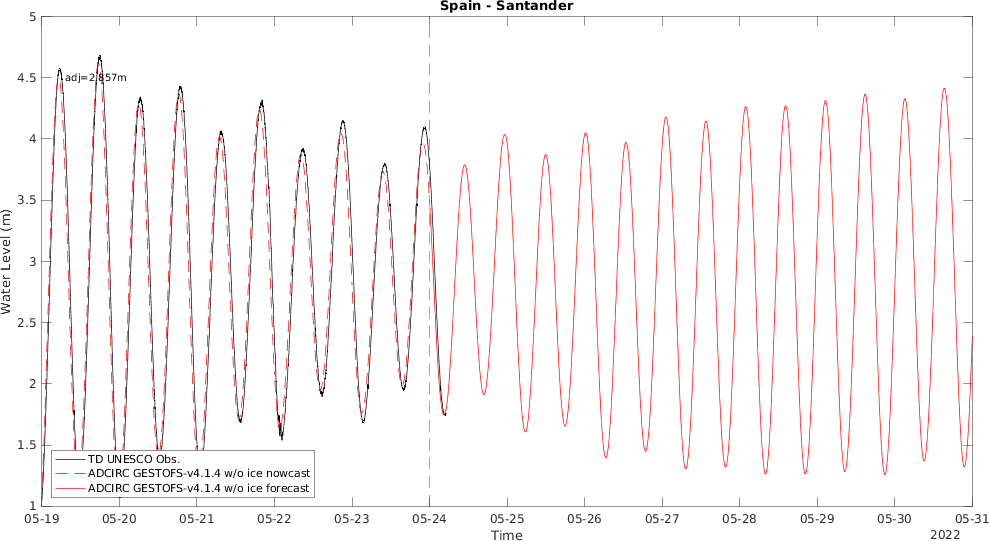 Spain - Santander
5
4.5
4
3.5
3
2.5
2
1.5
1
Water Level (m)
adj=2.857m
TD UNESCO Obs.
ADCIRC GESTOFS-v4.1.4 w/o ice nowcast
ADCIRC GESTOFS-v4.1.4 w/o ice forecast
05-19 05-20 05-21 05-22 05-23 05-24 05-25 05-26 05-27 05-28 05-29 05-30 05-31
Time
2022